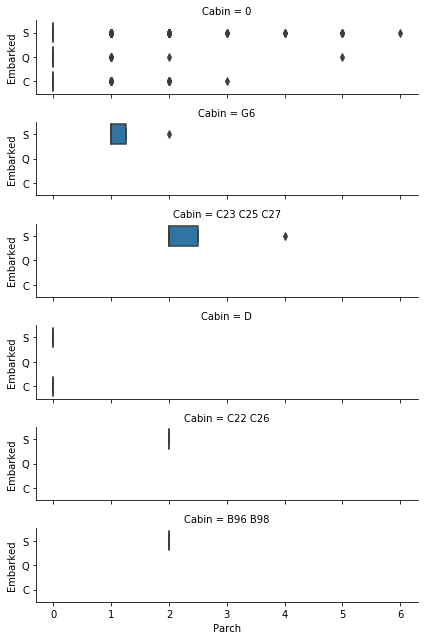 Cabin = 0
Embarked
S
Q
C
Cabin = G6
Embarked
S
Q
C
Cabin = C23 C25 C27
Embarked
S
Q
C
Cabin = D
Embarked
S
Q
C
Cabin = C22 C26
Embarked
S
Q
C
Cabin = B96 B98
Embarked
S
Q
C
0 1 2 3 4 5 6
Parch